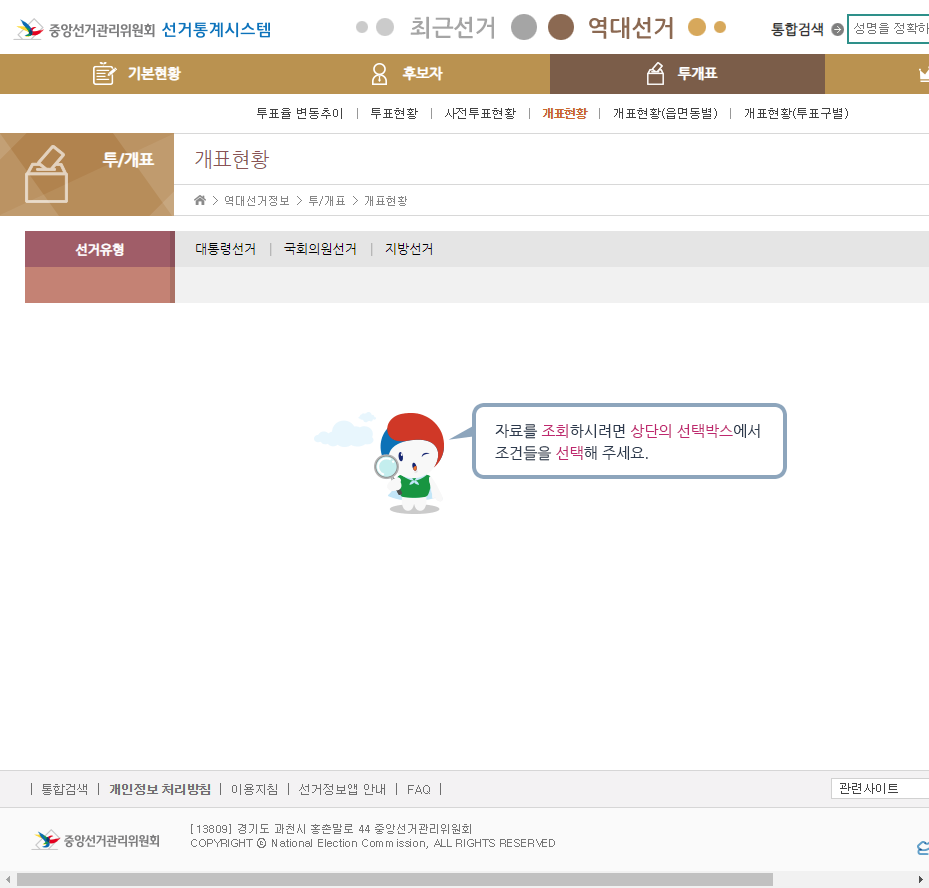 중앙선거관리위원회 선거통계시스템 최근선거 역대선거 통합검색 성명을 정확하
기본현황 후보자 투개표
투표율 변동추이 | 투표현황 | 사전투표현황 | 개표현황 | 개표현황(읍면동별) | 개표현황(투표구별)
투/개표 개표현황
> 역대선거정보 > 투/개표 > 개표현황
선거유형 대통령선거 | 국회의원선거 | 지방선거
자료를 조회하시려면 상단의 선택박스에서
조건들을 선택해 주세요.
| 통합검색 | 개인정보 처리방침 | 이용지침 | 선거정보앱 안내 | FAQ | 관련사이트
중앙선거관리위원회 [13809] 경기도 과천시 홍촌말로 44 중앙선거관리위원회
COPYRIGHT ⓒ National Election Commission, ALL RIGHTS RESERVED